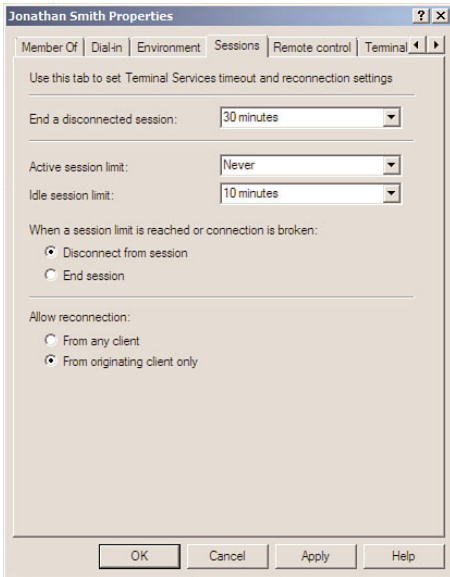 Jonathan Smith Properties
Member Of Dial-in Environment Sessions Remote control Terminal
Use this tab to set Terminal Services timeout and reconnection settings
End a disconnected session: 30 minutes
Active session limit: Never
Idle session limit: 10 minutes
When a session limit is reached or connection is broken:
Disconnect from session
End session
Allow reconnection:
From any client
From originating client only
OK Cancel Apply Help